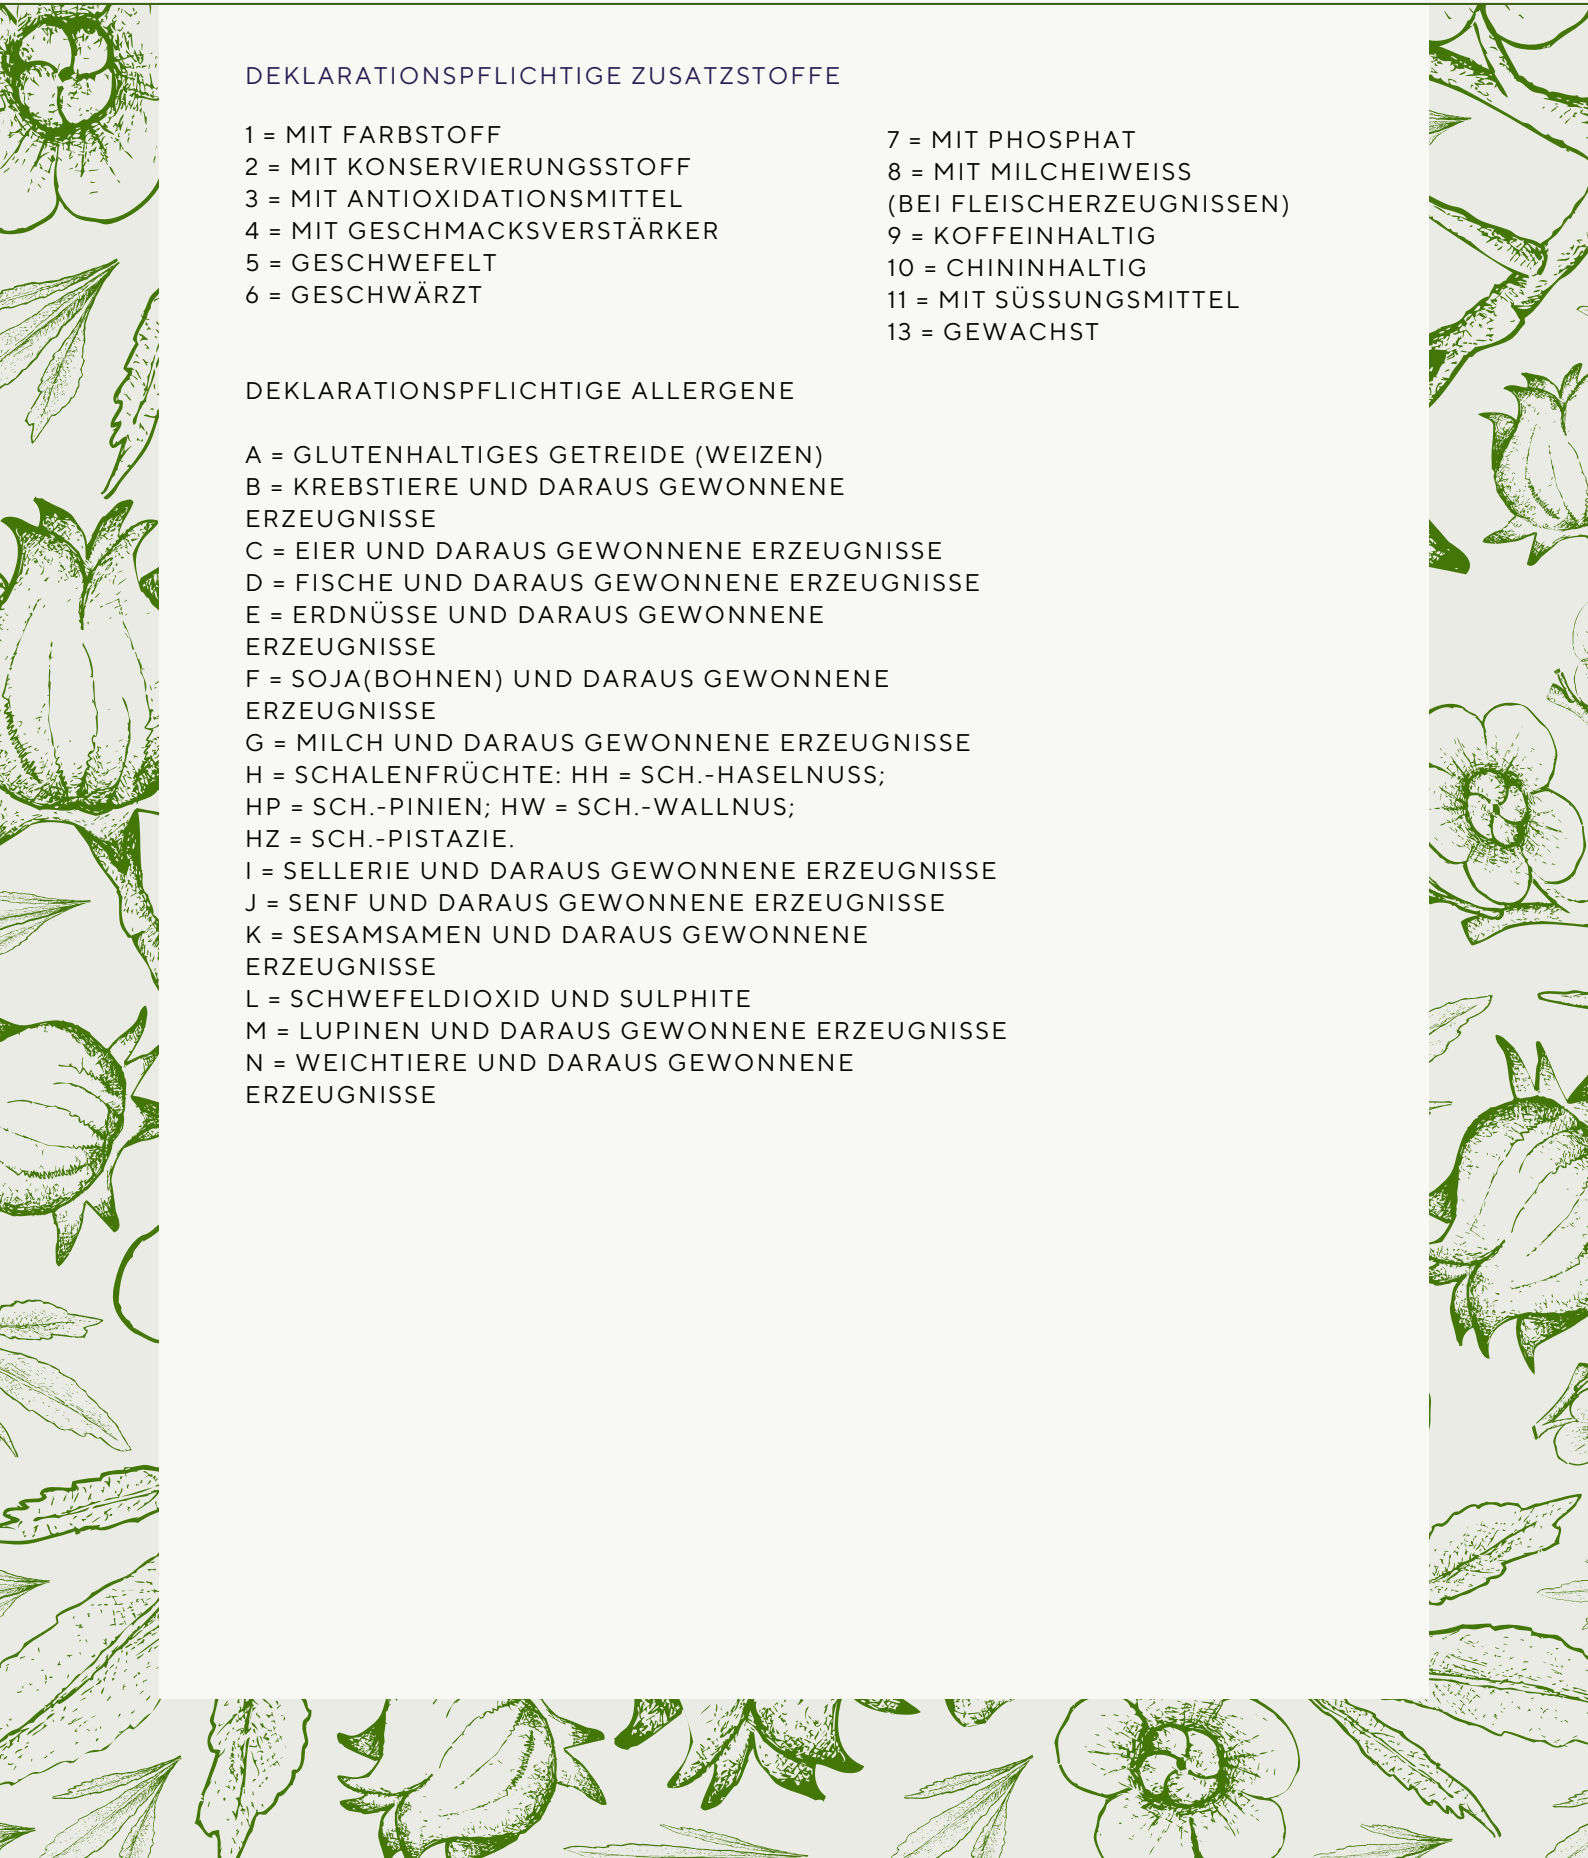 DEKLARATIONSPFLICHTIGE ZUSATZSTOFFE
1 = MIT FARBSTOFF
2 = MIT KONSERVIERUNGSSTOFF
3 = MIT ANTIOXIDATIONSMITTEL
4 = MIT GESCHMACKSVERSTÄRKER
5 = GESCHWEFELT
6 = GESCHWÄRZT
7 = MIT PHOSPHAT
8 = MIT MILCHEIWEISS
(BEI FLEISCHERZEUGNISSEN)
9 = KOFFEINHALTIG
10 = CHININHALTIG
11 = MIT SÜSSUNGSMITTEL
13 = GEWACHST
DEKLARATIONSPFLICHTIGE ALLERGENE
A = GLUTENHALTIGES GETREIDE (WEIZEN)
B = KREBSTIERE UND DARAUS GEWONNENE
ERZEUGNISSE
C = EIER UND DARAUS GEWONNENE ERZEUGNISSE
D = FISCHE UND DARAUS GEWONNENE ERZEUGNISSE
E = ERDNÜSSE UND DARAUS GEWONNENE
ERZEUGNISSE
F = SOJA(BOHNEN) UND DARAUS GEWONNENE
ERZEUGNISSE
G = MILCH UND DARAUS GEWONNENE ERZEUGNISSE
H = SCHALENFRÜCHTE: HH = SCH.-HASELNUSS;
HP = SCH.-PINIEN; HW = SCH.-WALLNUS;
HZ = SCH.-PISTAZIE.
I = SELLERIE UND DARAUS GEWONNENE ERZEUGNISSE
J = SENF UND DARAUS GEWONNENE ERZEUGNISSE
K = SESAMSAMEN UND DARAUS GEWONNENE
ERZEUGNISSE
L = SCHWEFELDIOXID UND SULPHITE
M = LUPINEN UND DARAUS GEWONNENE ERZEUGNISSE
N = WEICHTIERE UND DARAUS GEWONNENE
ERZEUGNISSE